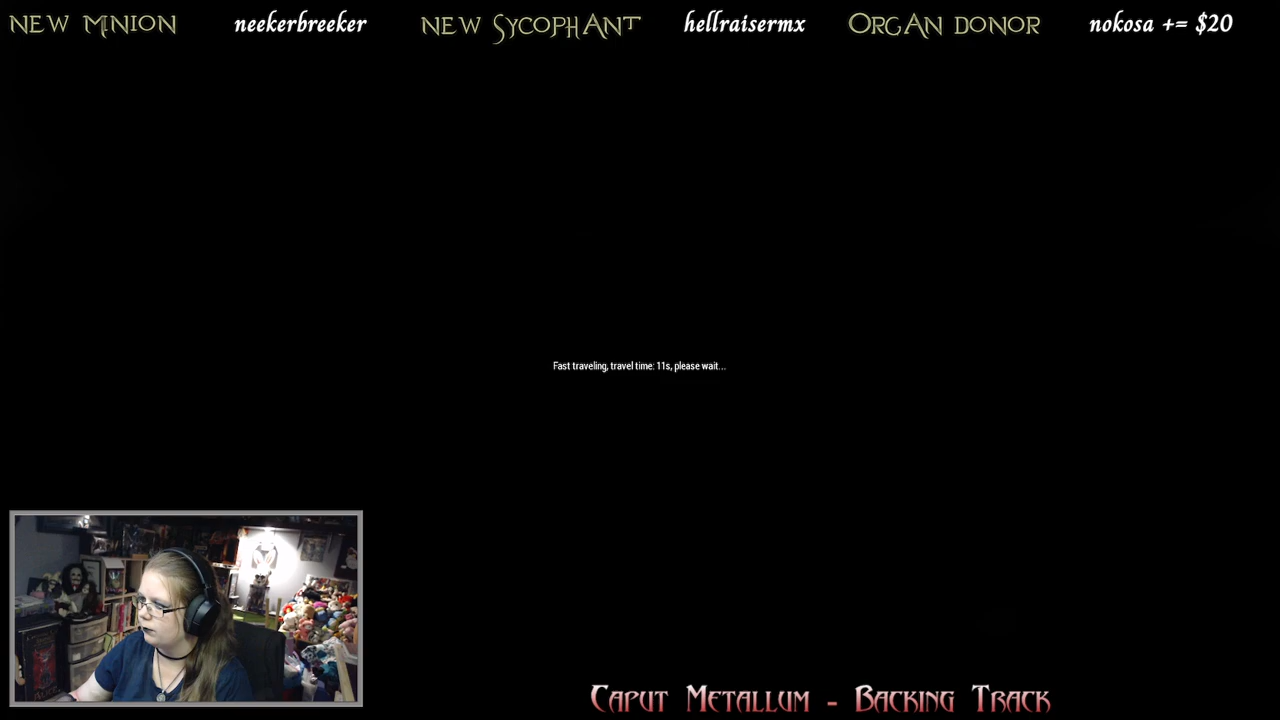 New Minion neekerbreeker New Sycophant hellraisermx Organ Donor nokosa += $20
Fast traveling, travel time: 11s, please wait...
Caput Metallum - Backing Track